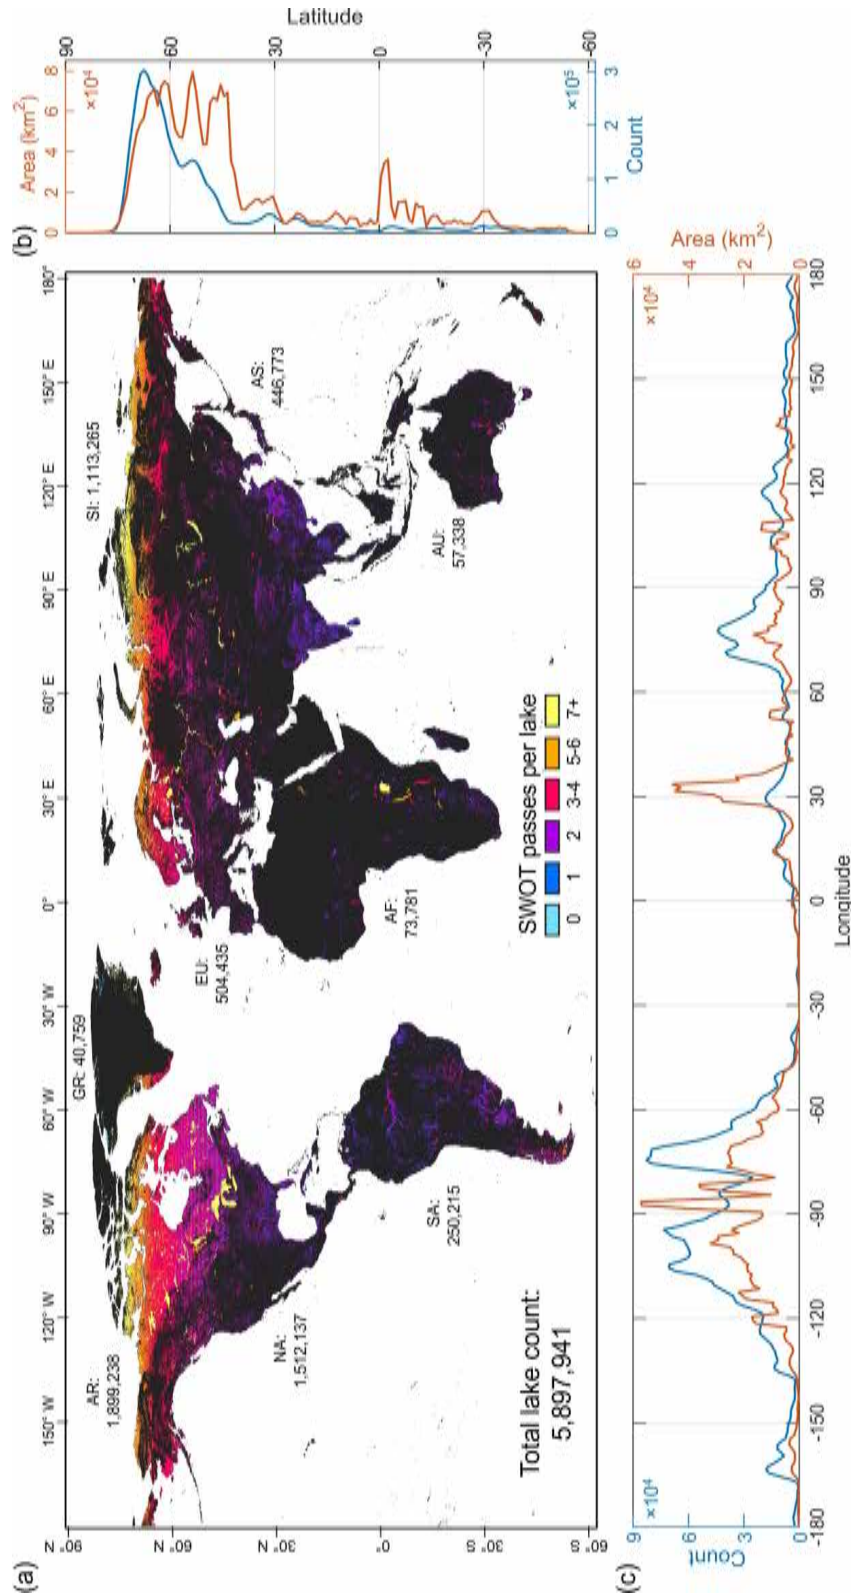 (a)
150° W
120° W
90° W
60° W
30° W
0°
30° E
60° E
90° E
120° E
150° E
180°
90° N
60° N
30° N
0°
30° S
60° S
AR:
1,899,238
GR: 40,759
SI: 1,113,265
EU:
504,435
AS:
446,773
NA:
1,512,137
AF:
73,781
AU:
57,338
SA:
250,215
Total lake count:
5,897,941
SWOT passes per lake
0 1 2 3-4 5-6 7+
(b)
Area (km²)
0 2 4 6 8
×10⁴
90
60
30
0
-30
-60
Latitude
×10⁵
0 1 2 3
Count
(c)
9
6
3
0
×10⁴
Count
6
4
2
0
×10⁴
Area (km²)
-180 -150 -120 -90 -60 -30 0 30 60 90 120 150 180
Longitude